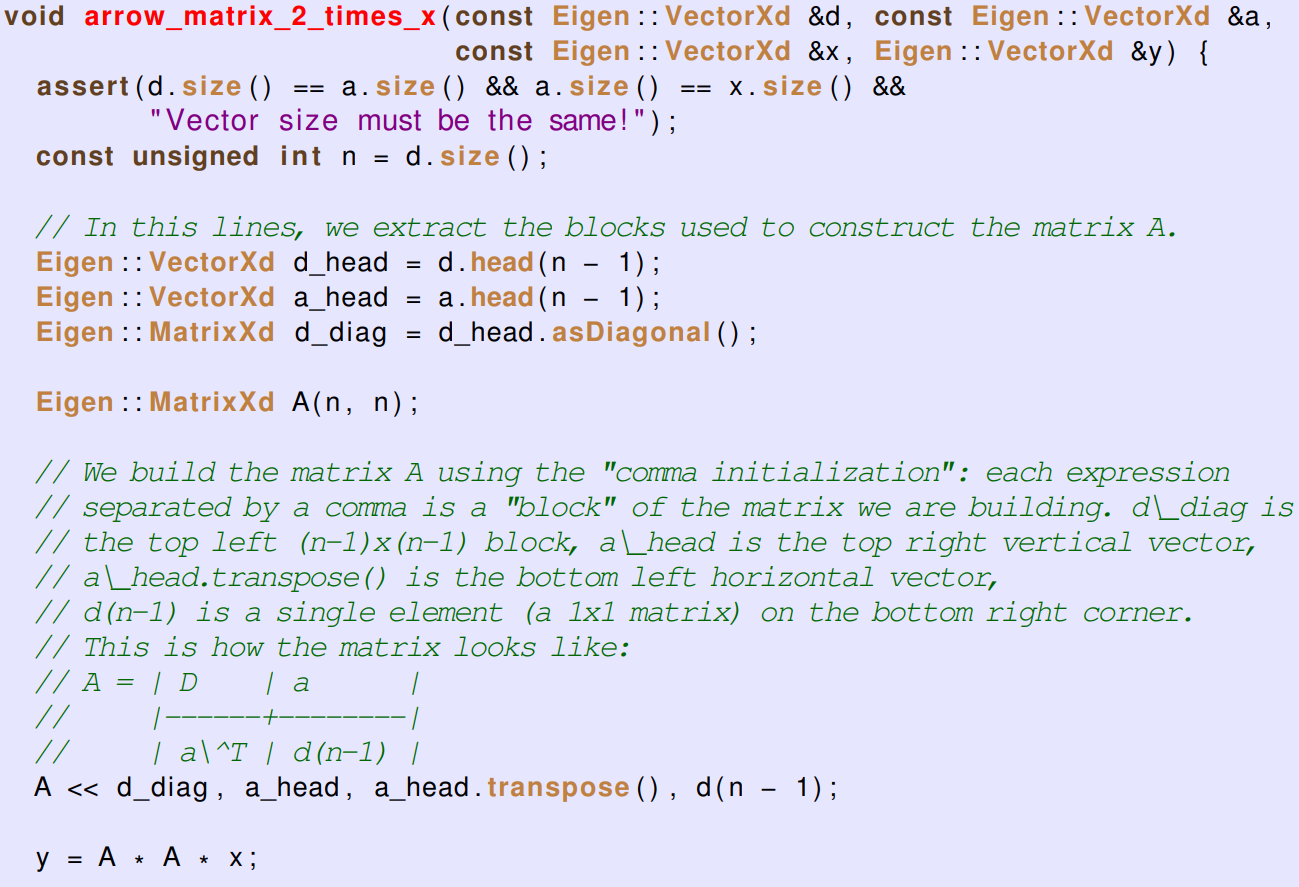 void arrow_matrix_2_times_x(const Eigen::VectorXd &d, const Eigen::VectorXd &a,
const Eigen::VectorXd &x, Eigen::VectorXd &y) {
assert(d.size() == a.size() && a.size() == x.size() &&
"Vector size must be the same!");
const unsigned int n = d.size();
// In this lines, we extract the blocks used to construct the matrix A.
Eigen::VectorXd d_head = d.head(n - 1);
Eigen::VectorXd a_head = a.head(n - 1);
Eigen::MatrixXd d_diag = d_head.asDiagonal();
Eigen::MatrixXd A(n, n);
// We build the matrix A using the "comma initialization": each expression
// separated by a comma is a "block" of the matrix we are building. d\_diag is
// the top left (n-1)x(n-1) block, a\_head is the top right vertical vector,
// a\_head.transpose() is the bottom left horizontal vector,
// d(n-1) is a single element (a 1x1 matrix) on the bottom right corner.
// This is how the matrix looks like:
// A = | D    | a      |
//     |------+--------|
//     | a\^T | d(n-1) |
A << d_diag, a_head, a_head.transpose(), d(n - 1);
y = A * A * x;